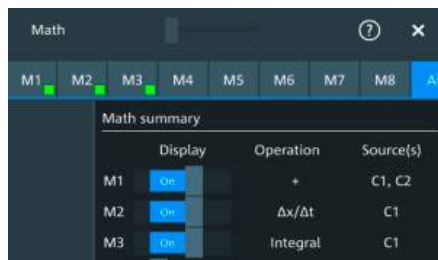 Math ? ×
M1 M2 M3 M4 M5 M6 M7 M8 A
Math summary
Display Operation Source(s)
M1 On + C1, C2
M2 On Δx/Δt C1
M3 On Integral C1